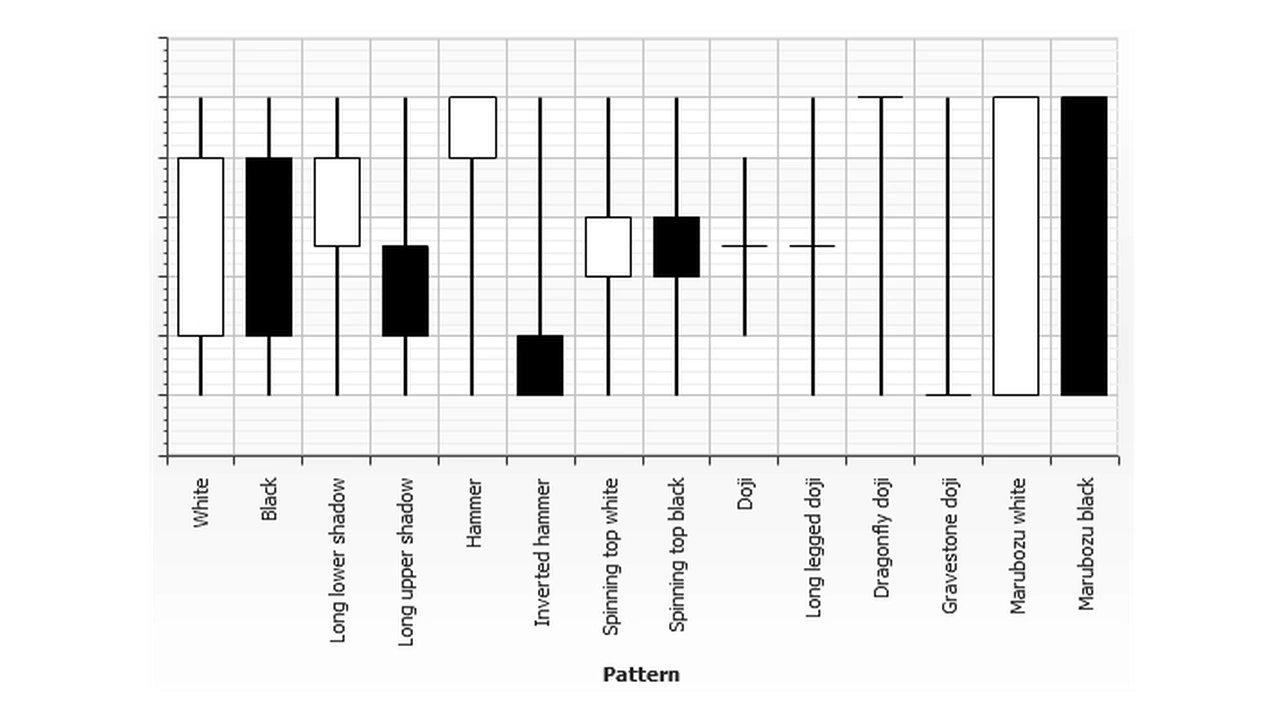 White
Black
Long lower shadow
Long upper shadow
Hammer
Inverted hammer
Spinning top white
Spinning top black
Doji
Long legged doji
Dragonfly doji
Gravestone doji
Marubozu white
Marubozu black
Pattern